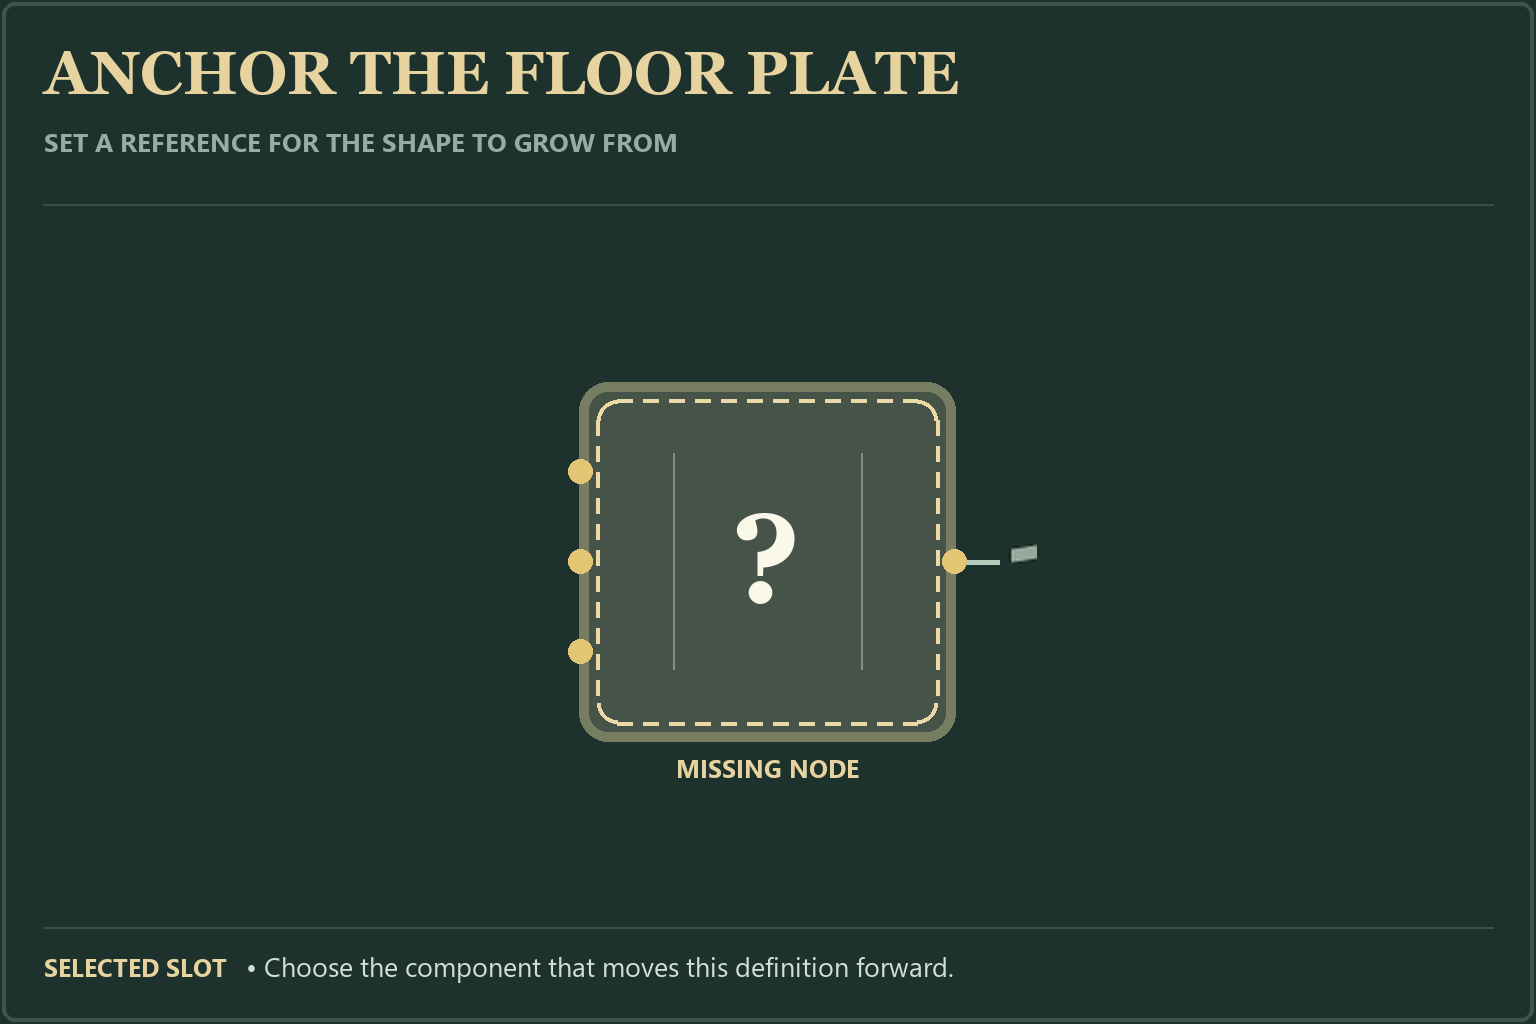 ANCHOR THE FLOOR PLATE
SET A REFERENCE FOR THE SHAPE TO GROW FROM
?
MISSING NODE
SELECTED SLOT • Choose the component that moves this definition forward.